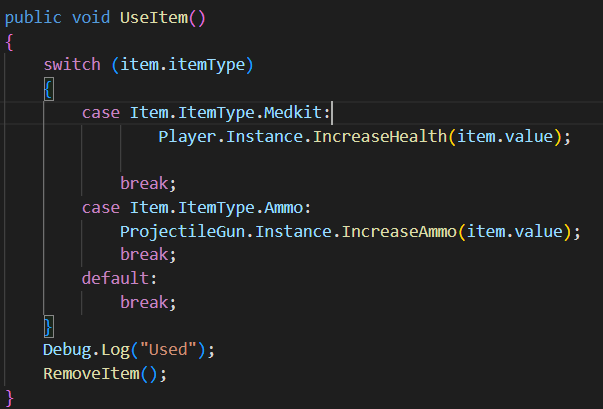 public void UseItem()
{
    switch (item.itemType)
    {
        case Item.ItemType.Medkit:
                Player.Instance.IncreaseHealth(item.value);

            break;
        case Item.ItemType.Ammo:
            ProjectileGun.Instance.IncreaseAmmo(item.value);
            break;
        default:
            break;
    }
    Debug.Log("Used");
    RemoveItem();
}